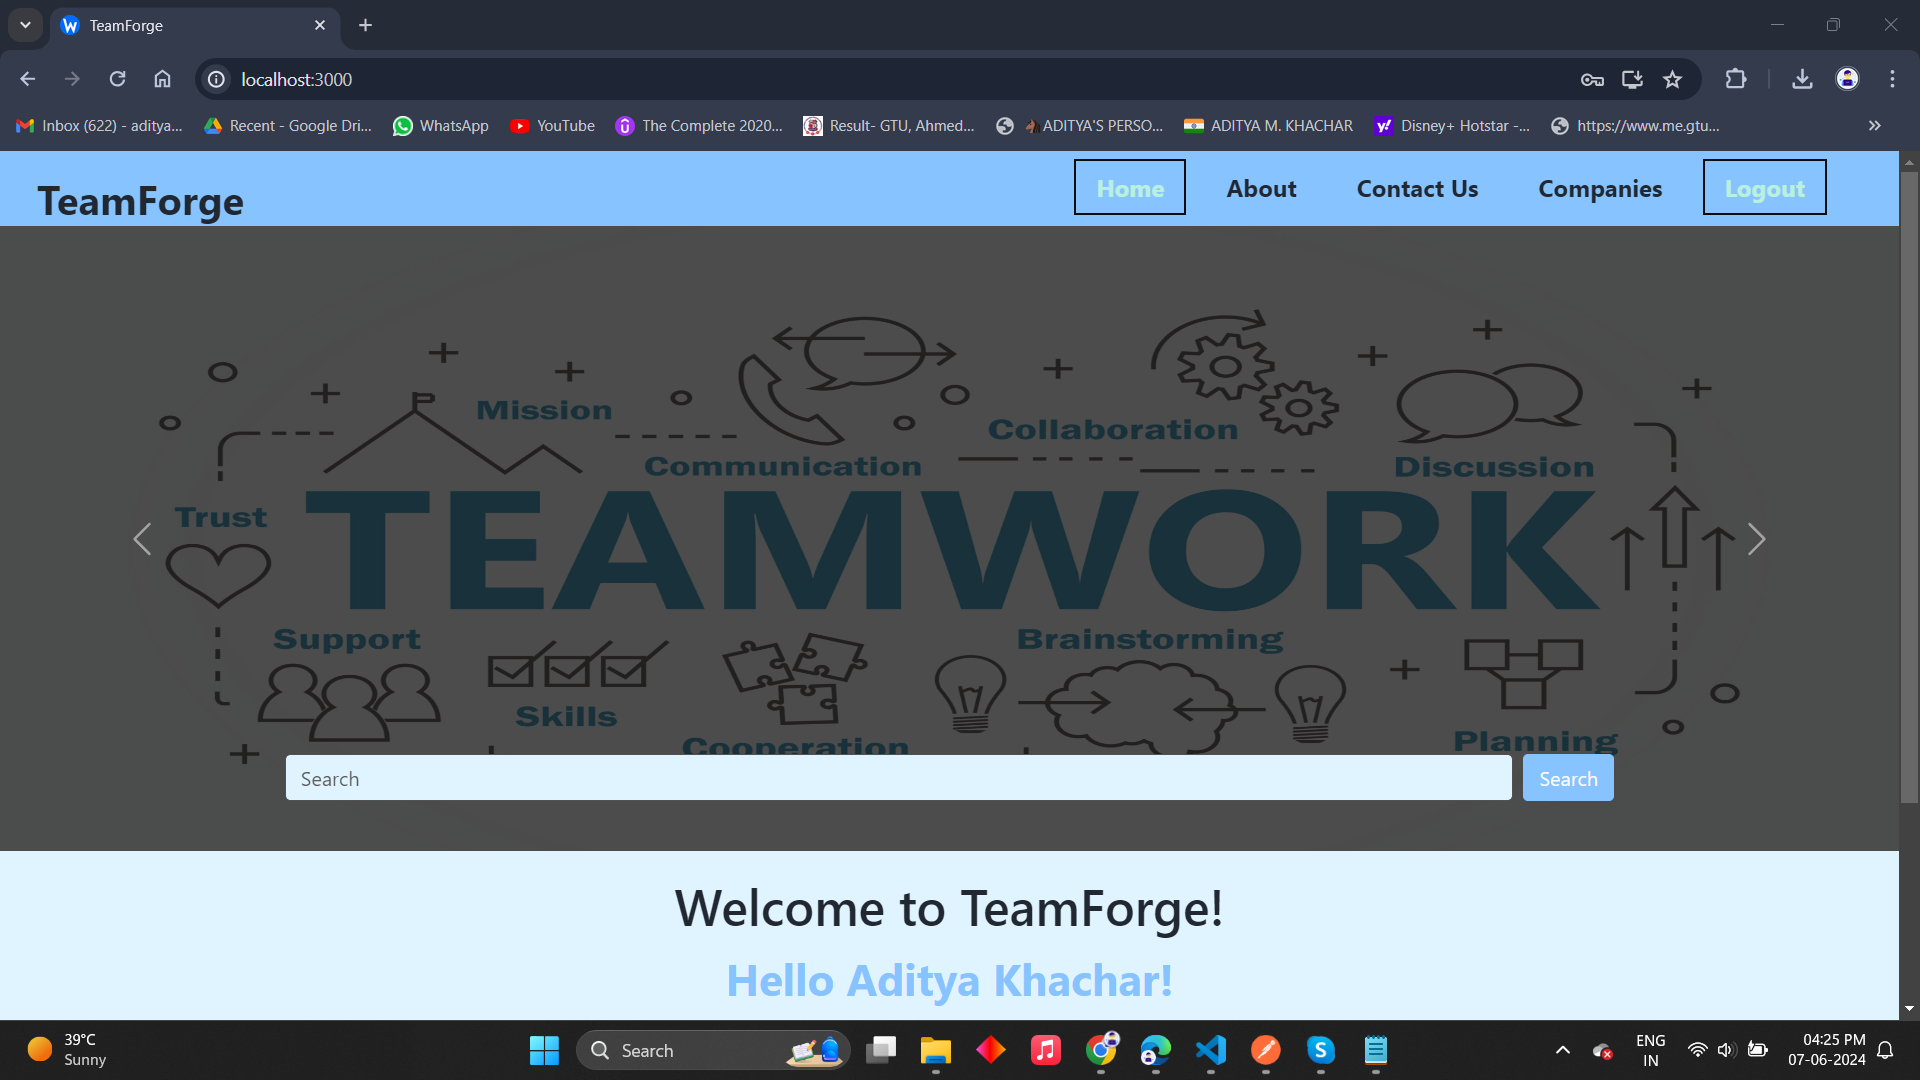 TeamForge
localhost:3000
Inbox (622) - aditya...
Recent - Google Dri...
WhatsApp
YouTube
The Complete 2020...
Result- GTU, Ahmed...
ADITYA'S PERSO...
ADITYA M. KHACHAR
Disney+ Hotstar -...
https://www.me.gtu...
TeamForge
Home
About
Contact Us
Companies
Logout
Mission
Communication
Collaboration
Discussion
Trust
TEAMWORK
Support
Skills
Cooperation
Brainstorming
Planning
Search
Search
Welcome to TeamForge!
Hello Aditya Khachar!
39°C
Sunny
Search
ENG
IN
04:25 PM
07-06-2024